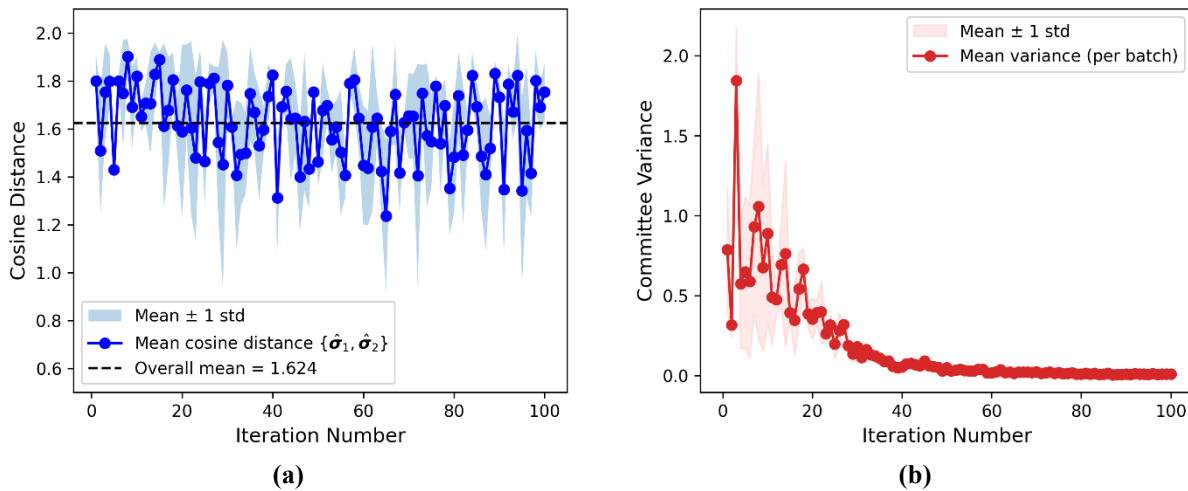 2.0
1.8
1.6
1.4
1.2
1.0
0.8
0.6
Cosine Distance
Mean ± 1 std
Mean cosine distance {σ̂₁, σ̂₂}
Overall mean = 1.624
0 20 40 60 80 100
Iteration Number
(a)
2.0
1.5
1.0
0.5
0.0
Committee Variance
Mean ± 1 std
Mean variance (per batch)
0 20 40 60 80 100
Iteration Number
(b)